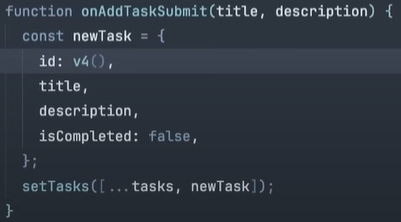 function onAddTaskSubmit(title, description) {
  const newTask = {
    id: v4(),
    title,
    description,
    isCompleted: false,
  };
  setTasks([...tasks, newTask]);
}